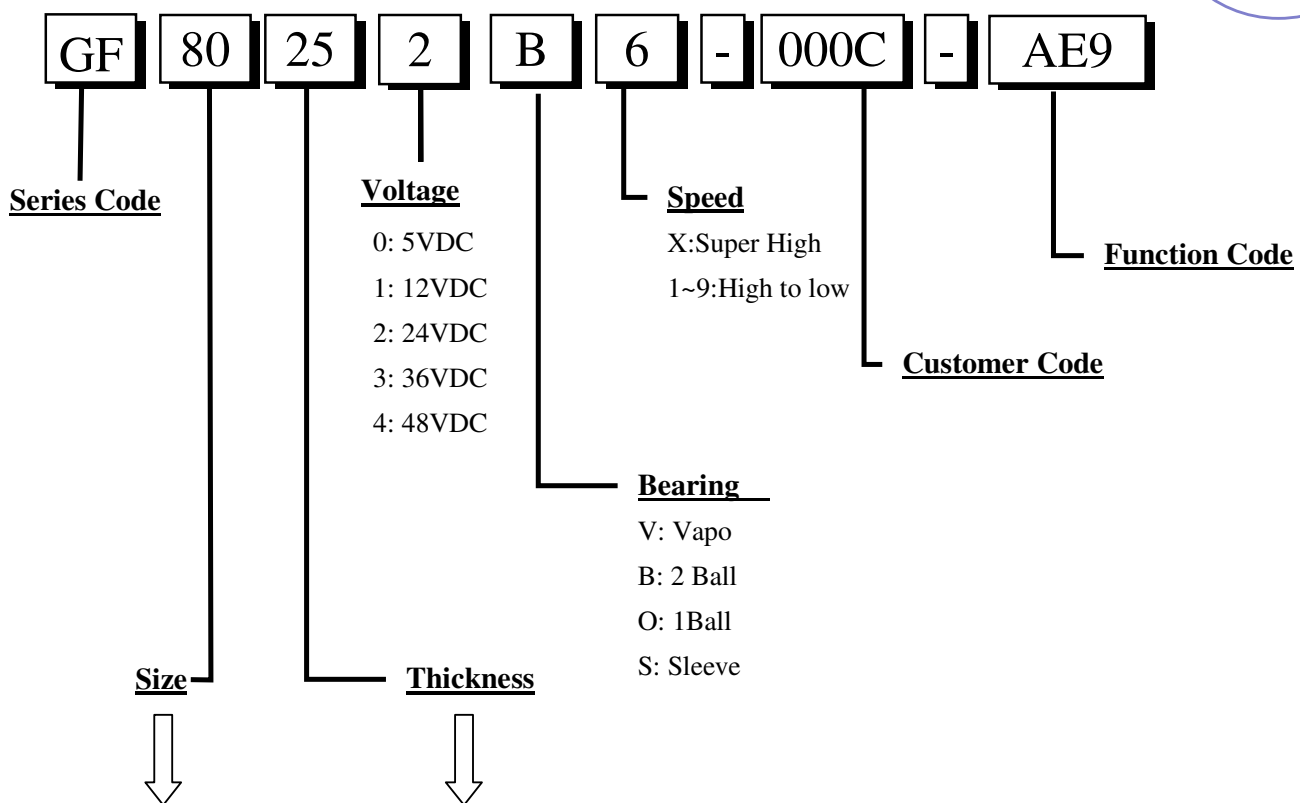 GF 80 25 2 B 6 - 000C - AE9
Series Code
Voltage
0: 5VDC
1: 12VDC
2: 24VDC
3: 36VDC
4: 48VDC
Speed
X:Super High
1~9:High to low
Function Code
Customer Code
Bearing
V: Vapo
B: 2 Ball
O: 1Ball
S: Sleeve
Size
Thickness